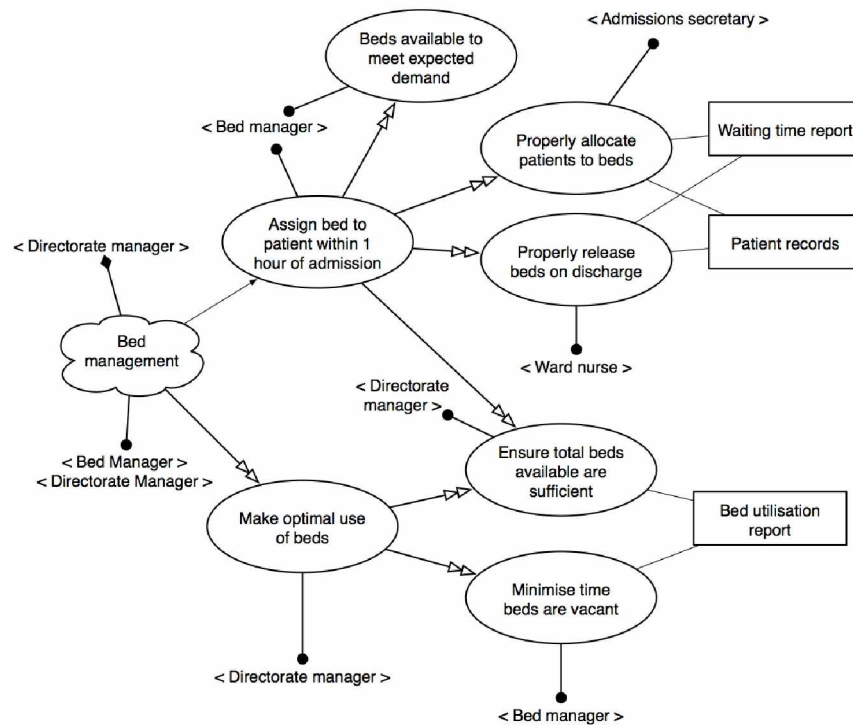 Beds available to
meet expected
demand
< Admissions secretary >
< Bed manager >
Properly allocate
patients to beds
Waiting time report
Assign bed to
patient within 1
hour of admission
< Directorate manager >
Properly release
beds on discharge
Patient records
Bed
management
< Ward nurse >
< Directorate
manager >
< Bed Manager >
< Directorate Manager >
Ensure total beds
available are
sufficient
Make optimal use
of beds
Bed utilisation
report
Minimise time
beds are vacant
< Directorate manager >
< Bed manager >